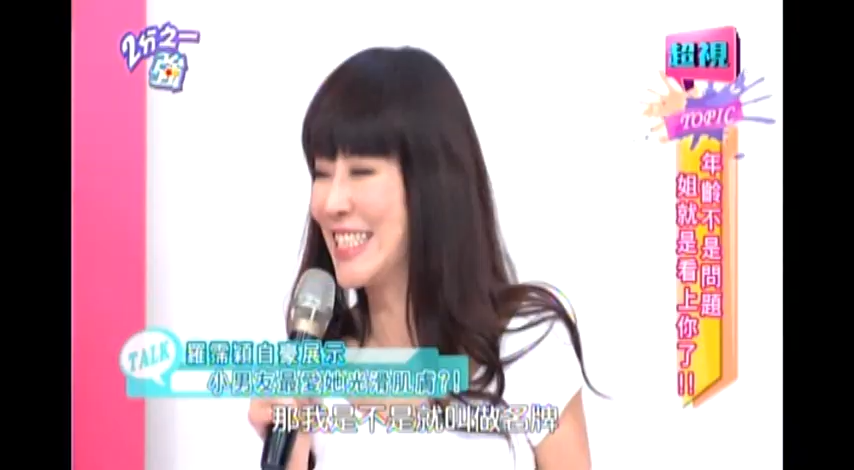 2分之一
強
超視
TOPIC
年齡不是問題
姐就是看上你了!!
TALK
羅霈穎自豪展示
小男友最愛她光滑肌膚?!
那我是不是就叫做名牌